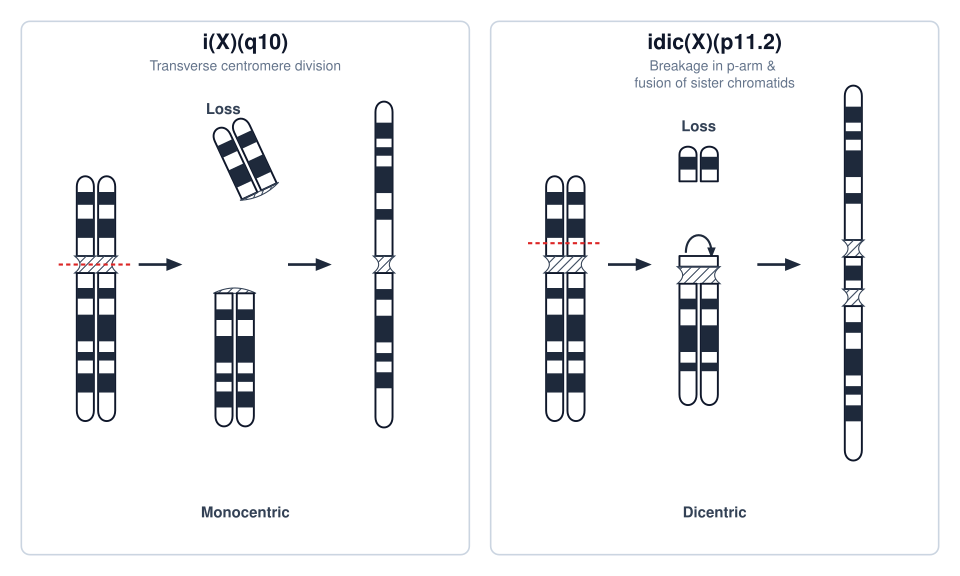 i(X)(q10)
Transverse centromere division
Loss
Monocentric
idic(X)(p11.2)
Breakage in p-arm &
fusion of sister chromatids
Loss
Dicentric